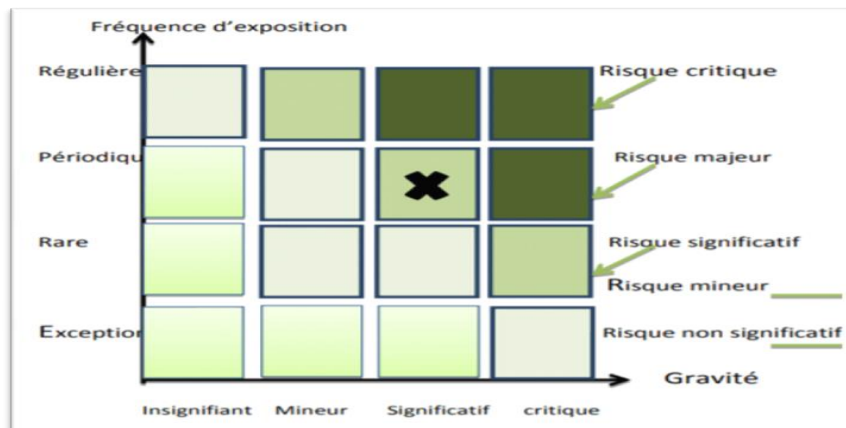 Fréquence d'exposition
Régulière
Risque critique
Périodiqu
Risque majeur
Rare
Risque significatif
Risque mineur
Exception
Risque non significatif
Gravité
Insignifiant Mineur Significatif critique